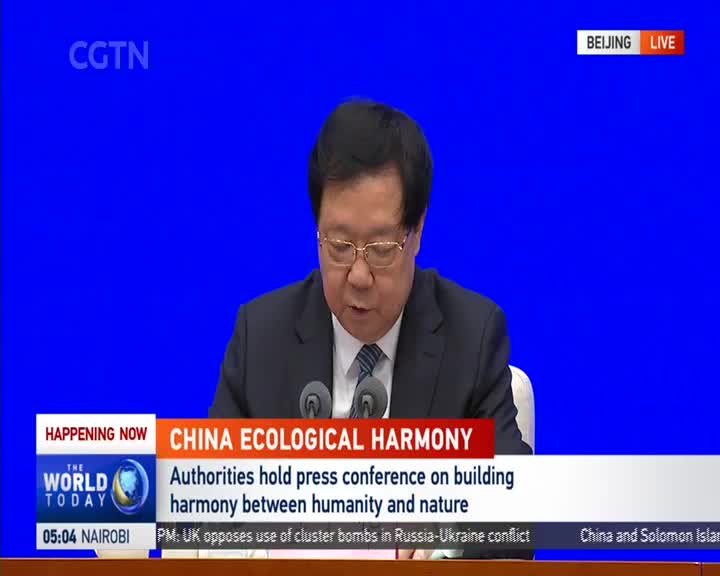 CGTN
BEIJING LIVE
HAPPENING NOW
CHINA ECOLOGICAL HARMONY
THE
WORLD
TODAY
Authorities hold press conference on building
harmony between humanity and nature
05:04 NAIROBI
PM: UK opposes use of cluster bombs in Russia-Ukraine conflict
China and Solomon Islan